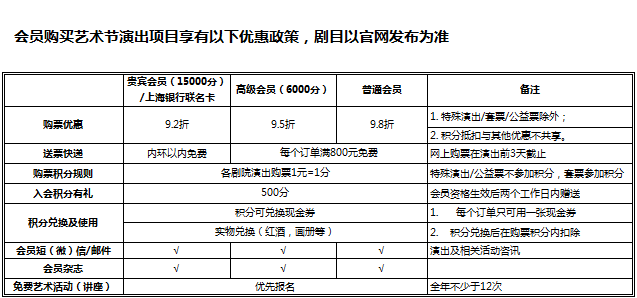 会员购买艺术节演出项目享有以下优惠政策，剧目以官网发布为准
贵宾会员（15000分）/上海银行联名卡 高级会员（6000分） 普通会员 备注
购票优惠 9.2折 9.5折 9.8折 1. 特殊演出/套票/公益票除外；
2. 积分抵扣与其他优惠不共享。
送票快递 内环以内免费 每个订单满800元免费 网上购票在演出前3天截止
购票积分规则 各剧院演出购票1元=1分 特殊演出/公益票不参加积分，套票参加积分
入会积分有礼 500分 会员资格生效后两个工作日内赠送
积分兑换及使用 积分可兑换现金券 1. 每个订单只可用一张现金券
实物兑换（红酒，画册等） 2. 积分兑换后在购票积分内扣除
会员短（微）信/邮件 √ √ √ 演出及相关活动咨讯
会员杂志 √ √ √
免费艺术活动（讲座） 优先报名 全年不少于12次